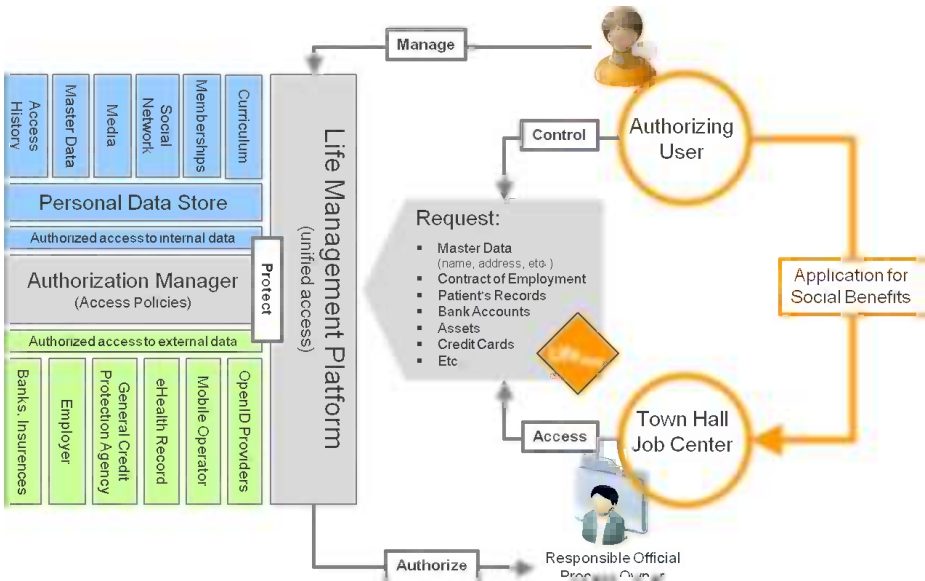 Manage
Access
History
Master Data
Media
Social
Network
Memberships
Curriculum
Personal Data Store
Authorized access to internal data
Authorization Manager
(Access Policies)
Authorized access to external data
Banks. Insurences
Employer
General Credit
Protection Agency
eHealth Record
Mobile Operator
OpenID Providers
Protect
Life Management Platform
(unified access)
Control
Request:
Master Data
(name, address, etc.)
Contract of Employment
Patient's Records
Bank Accounts
Assets
Credit Cards
Etc
Access
Authorizing
User
Application for
Social Benefits
Town Hall
Job Center
Authorize
Responsible Official
Owner